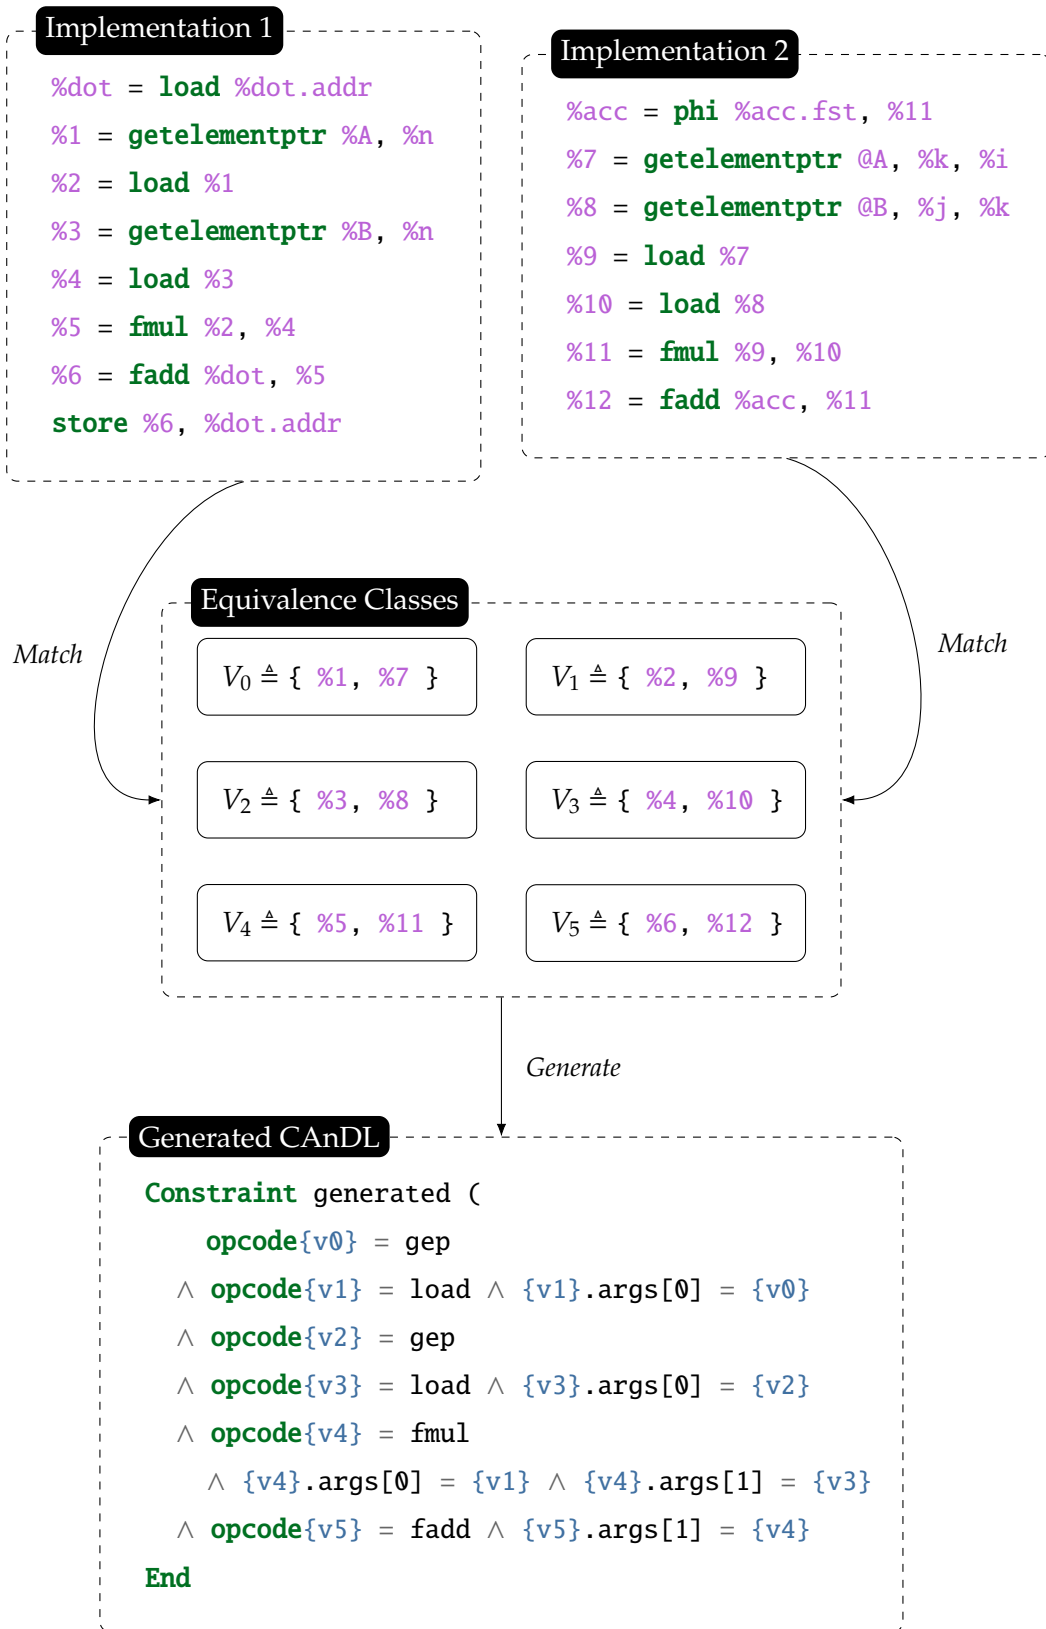 Implementation 1
%dot = load %dot.addr
%1 = getelementptr %A, %n
%2 = load %1
%3 = getelementptr %B, %n
%4 = load %3
%5 = fmul %2, %4
%6 = fadd %dot, %5
store %6, %dot.addr
Implementation 2
%acc = phi %acc.fst, %11
%7 = getelementptr @A, %k, %i
%8 = getelementptr @B, %j, %k
%9 = load %7
%10 = load %8
%11 = fmul %9, %10
%12 = fadd %acc, %11
Match
Match
Equivalence Classes
V₀ ≜ { %1, %7 }
V₁ ≜ { %2, %9 }
V₂ ≜ { %3, %8 }
V₃ ≜ { %4, %10 }
V₄ ≜ { %5, %11 }
V₅ ≜ { %6, %12 }
Generate
Generated CAnDL
Constraint generated (
opcode{v0} = gep
∧ opcode{v1} = load ∧ {v1}.args[0] = {v0}
∧ opcode{v2} = gep
∧ opcode{v3} = load ∧ {v3}.args[0] = {v2}
∧ opcode{v4} = fmul
∧ {v4}.args[0] = {v1} ∧ {v4}.args[1] = {v3}
∧ opcode{v5} = fadd ∧ {v5}.args[1] = {v4}
End